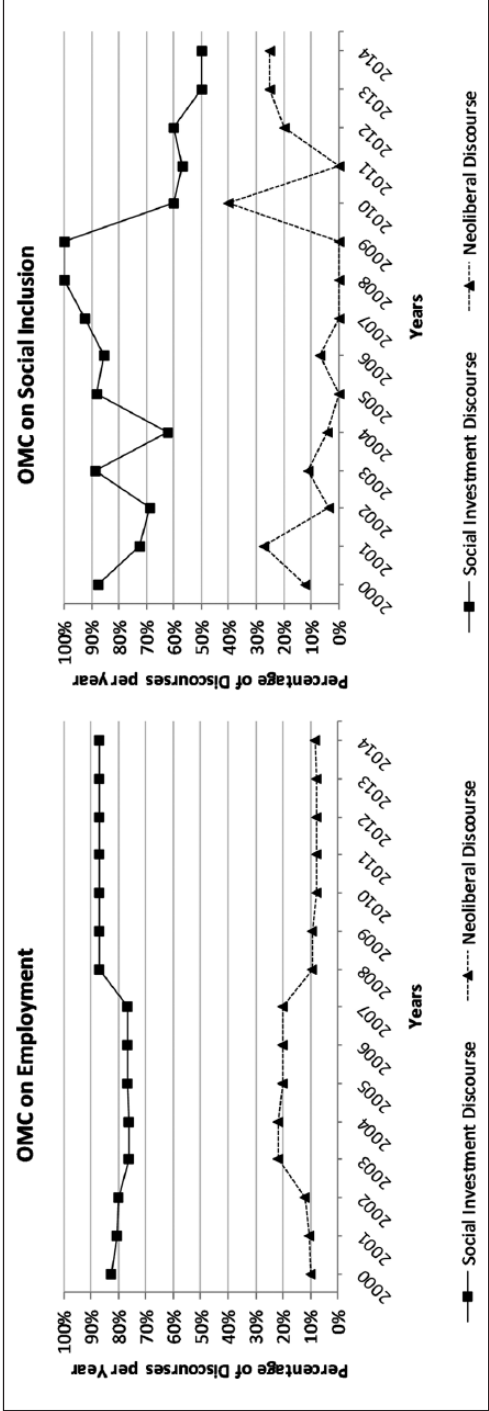 OMC on Employment
Percentage of Discourses per Year
100%
90%
80%
70%
60%
50%
40%
30%
20%
10%
0%
2000 2001 2002 2003 2004 2005 2006 2007 2008 2009 2010 2011 2012 2013 2014
Years
Social Investment Discourse Neoliberal Discourse
OMC on Social Inclusion
Percentage of Discourses per year
100%
90%
80%
70%
60%
50%
40%
30%
20%
10%
0%
2000 2001 2002 2003 2004 2005 2006 2007 2008 2009 2010 2011 2012 2013 2014
Years
Social Investment Discourse Neoliberal Discourse